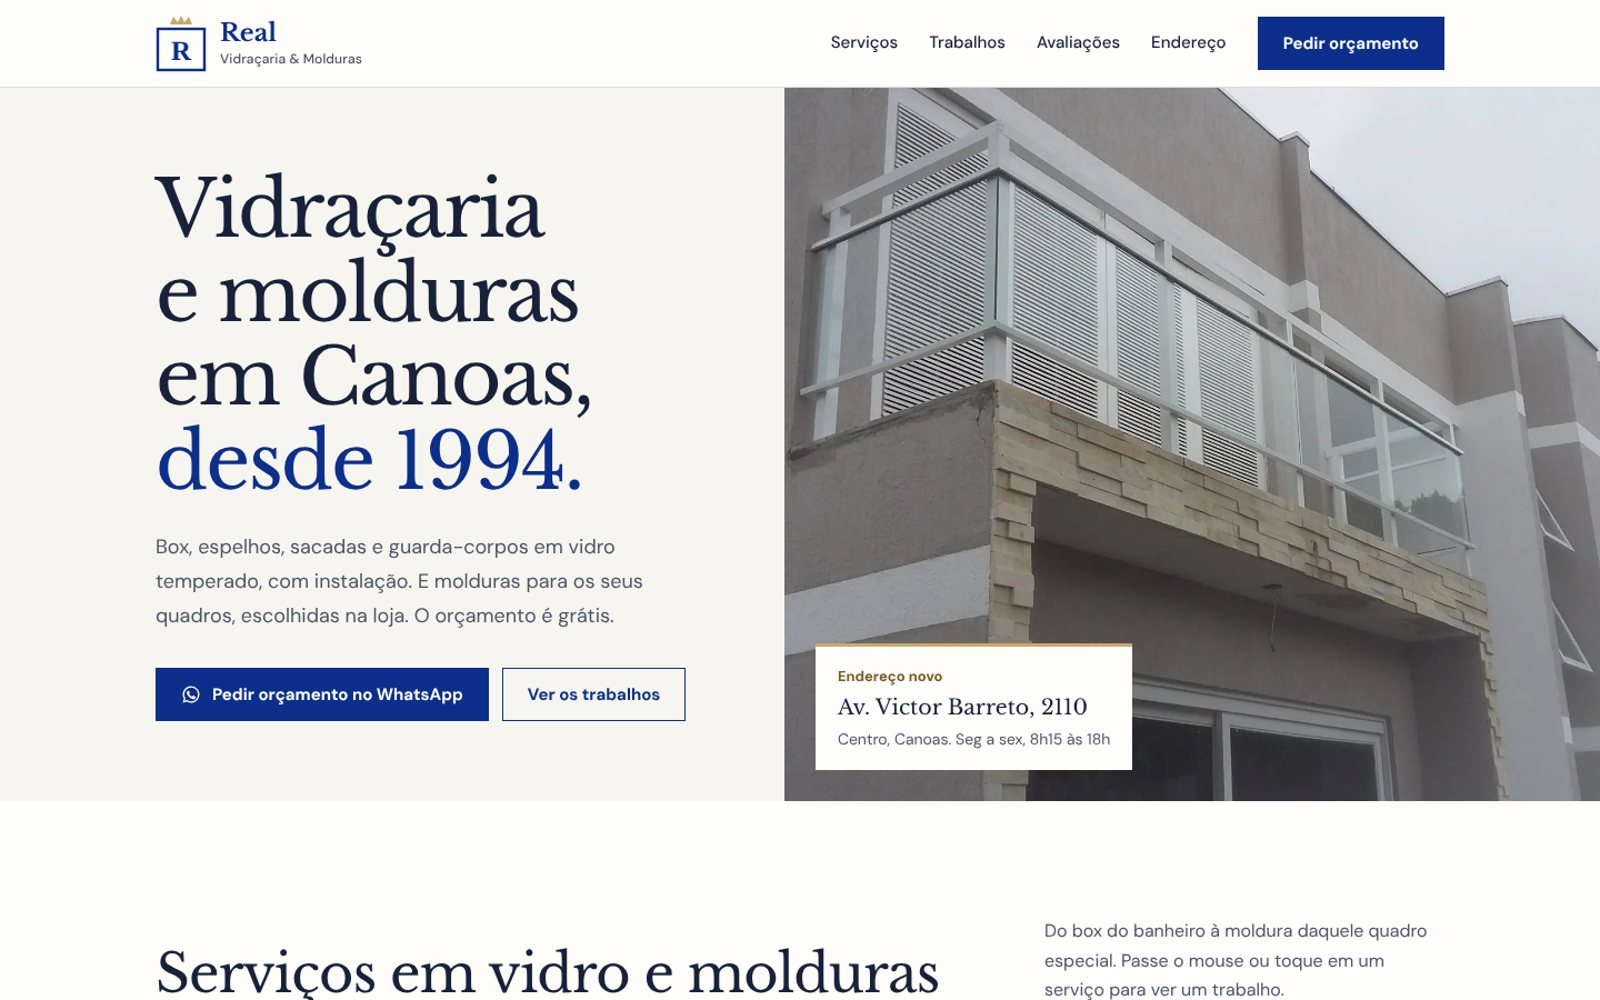 R
Real
Vidraçaria & Molduras
Serviços
Trabalhos
Avaliações
Endereço
Pedir orçamento
Vidraçaria
e molduras
em Canoas,
desde 1994.
Box, espelhos, sacadas e guarda-corpos em vidro
temperado, com instalação. E molduras para os seus
quadros, escolhidas na loja. O orçamento é grátis.
Pedir orçamento no WhatsApp
Ver os trabalhos
Endereço novo
Av. Victor Barreto, 2110
Centro, Canoas. Seg a sex, 8h15 às 18h
Serviços em vidro e molduras
Do box do banheiro à moldura daquele quadro
especial. Passe o mouse ou toque em um
serviço para ver um trabalho.